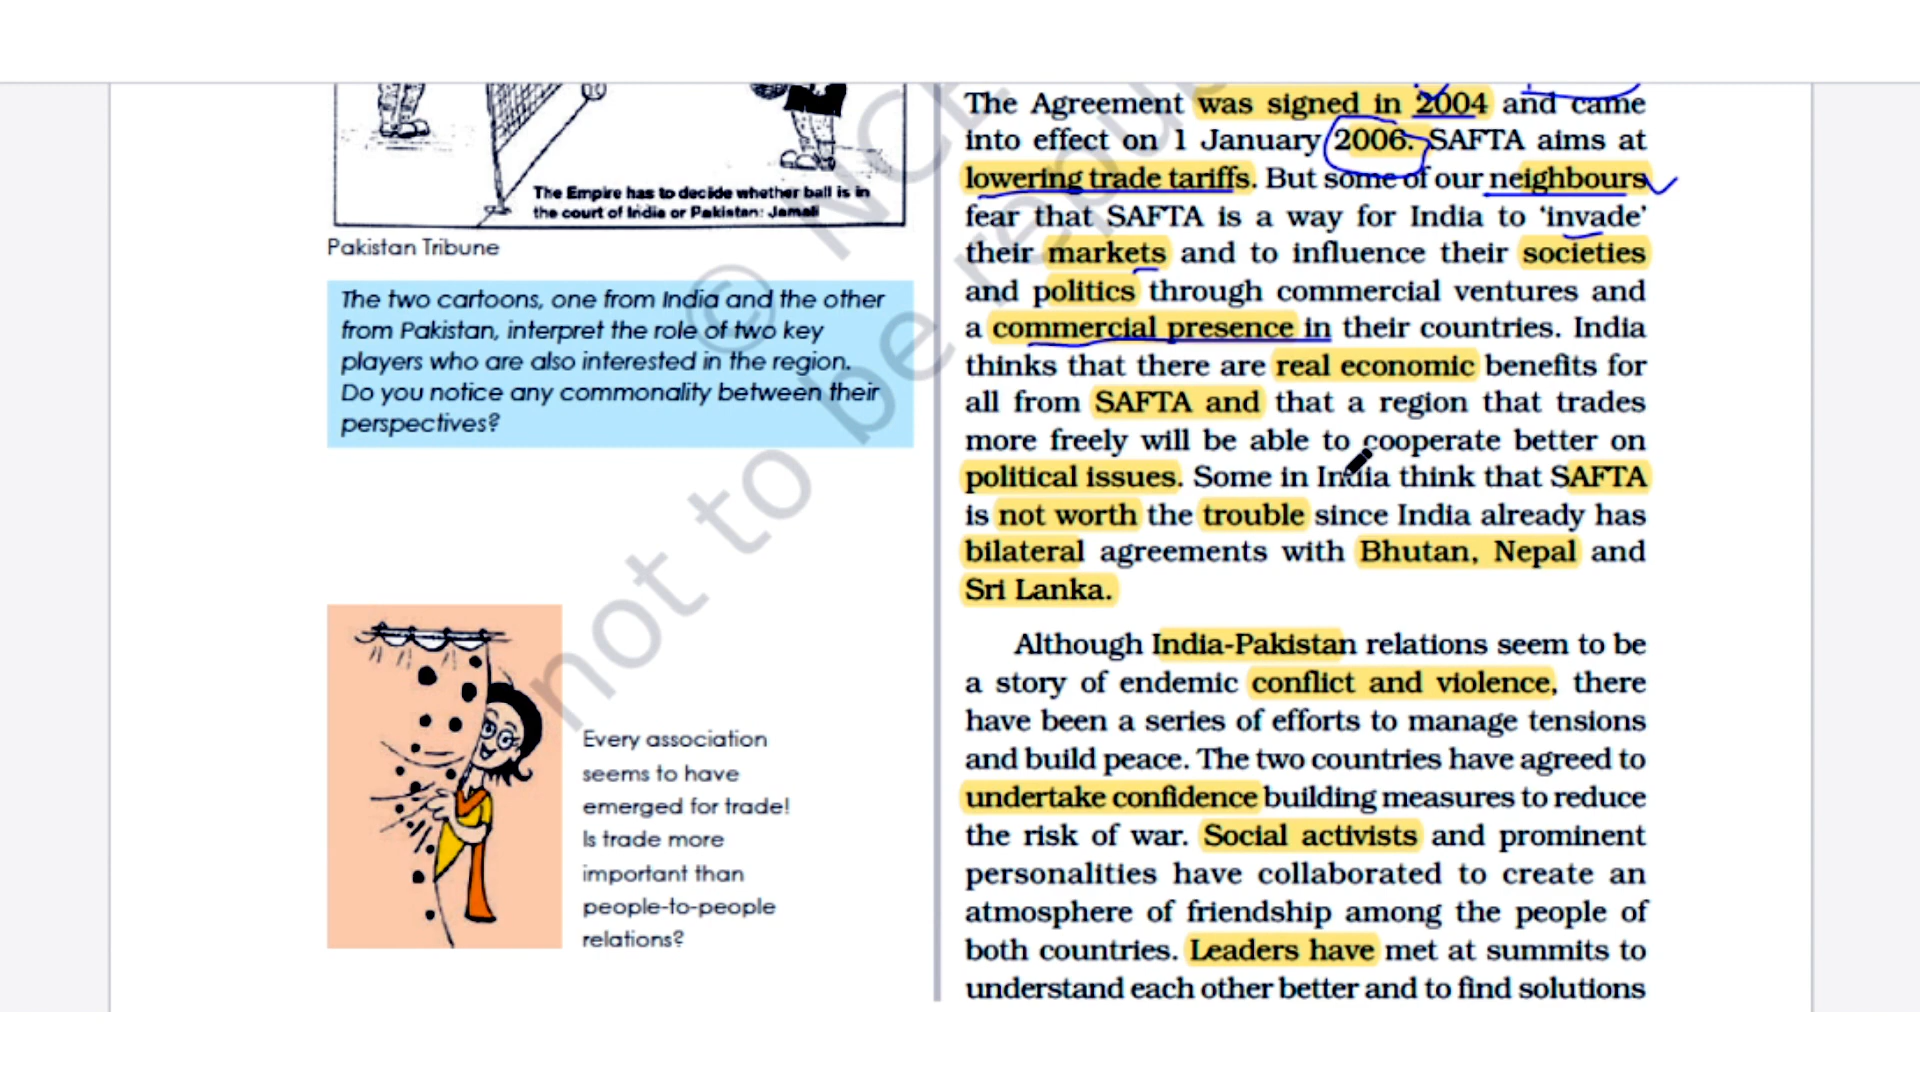 The Empire has to decide whether ball is in
the court of India or Pakistan: Jamali
Pakistan Tribune
The two cartoons, one from India and the other
from Pakistan, interpret the role of two key
players who are also interested in the region.
Do you notice any commonality between their
perspectives?
Every association
seems to have
emerged for trade!
Is trade more
important than
people-to-people
relations?
The Agreement was signed in 2004 and came
into effect on 1 January 2006. SAFTA aims at
lowering trade tariffs. But some of our neighbours
fear that SAFTA is a way for India to ‘invade’
their markets and to influence their societies
and politics through commercial ventures and
a commercial presence in their countries. India
thinks that there are real economic benefits for
all from SAFTA and that a region that trades
more freely will be able to cooperate better on
political issues. Some in India think that SAFTA
is not worth the trouble since India already has
bilateral agreements with Bhutan, Nepal and
Sri Lanka.
Although India-Pakistan relations seem to be
a story of endemic conflict and violence, there
have been a series of efforts to manage tensions
and build peace. The two countries have agreed to
undertake confidence building measures to reduce
the risk of war. Social activists and prominent
personalities have collaborated to create an
atmosphere of friendship among the people of
both countries. Leaders have met at summits to
understand each other better and to find solutions
not to be